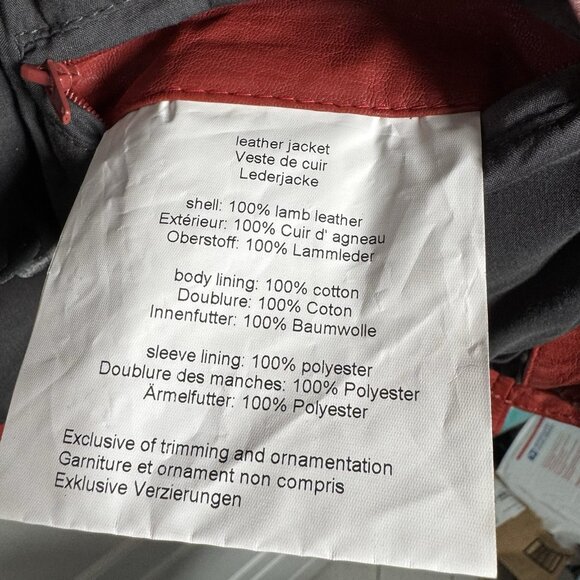 leather jacket
Veste de cuir
Lederjacke
shell: 100% lamb leather
Extérieur: 100% Cuir d' agneau
Oberstoff: 100% Lammleder
body lining: 100% cotton
Doublure: 100% Coton
Innenfutter: 100% Baumwolle
sleeve lining: 100% polyester
Doublure des manches: 100% Polyester
Ärmelfutter: 100% Polyester
Exclusive of trimming and ornamentation
Garniture et ornament non compris
Exklusive Verzierungen